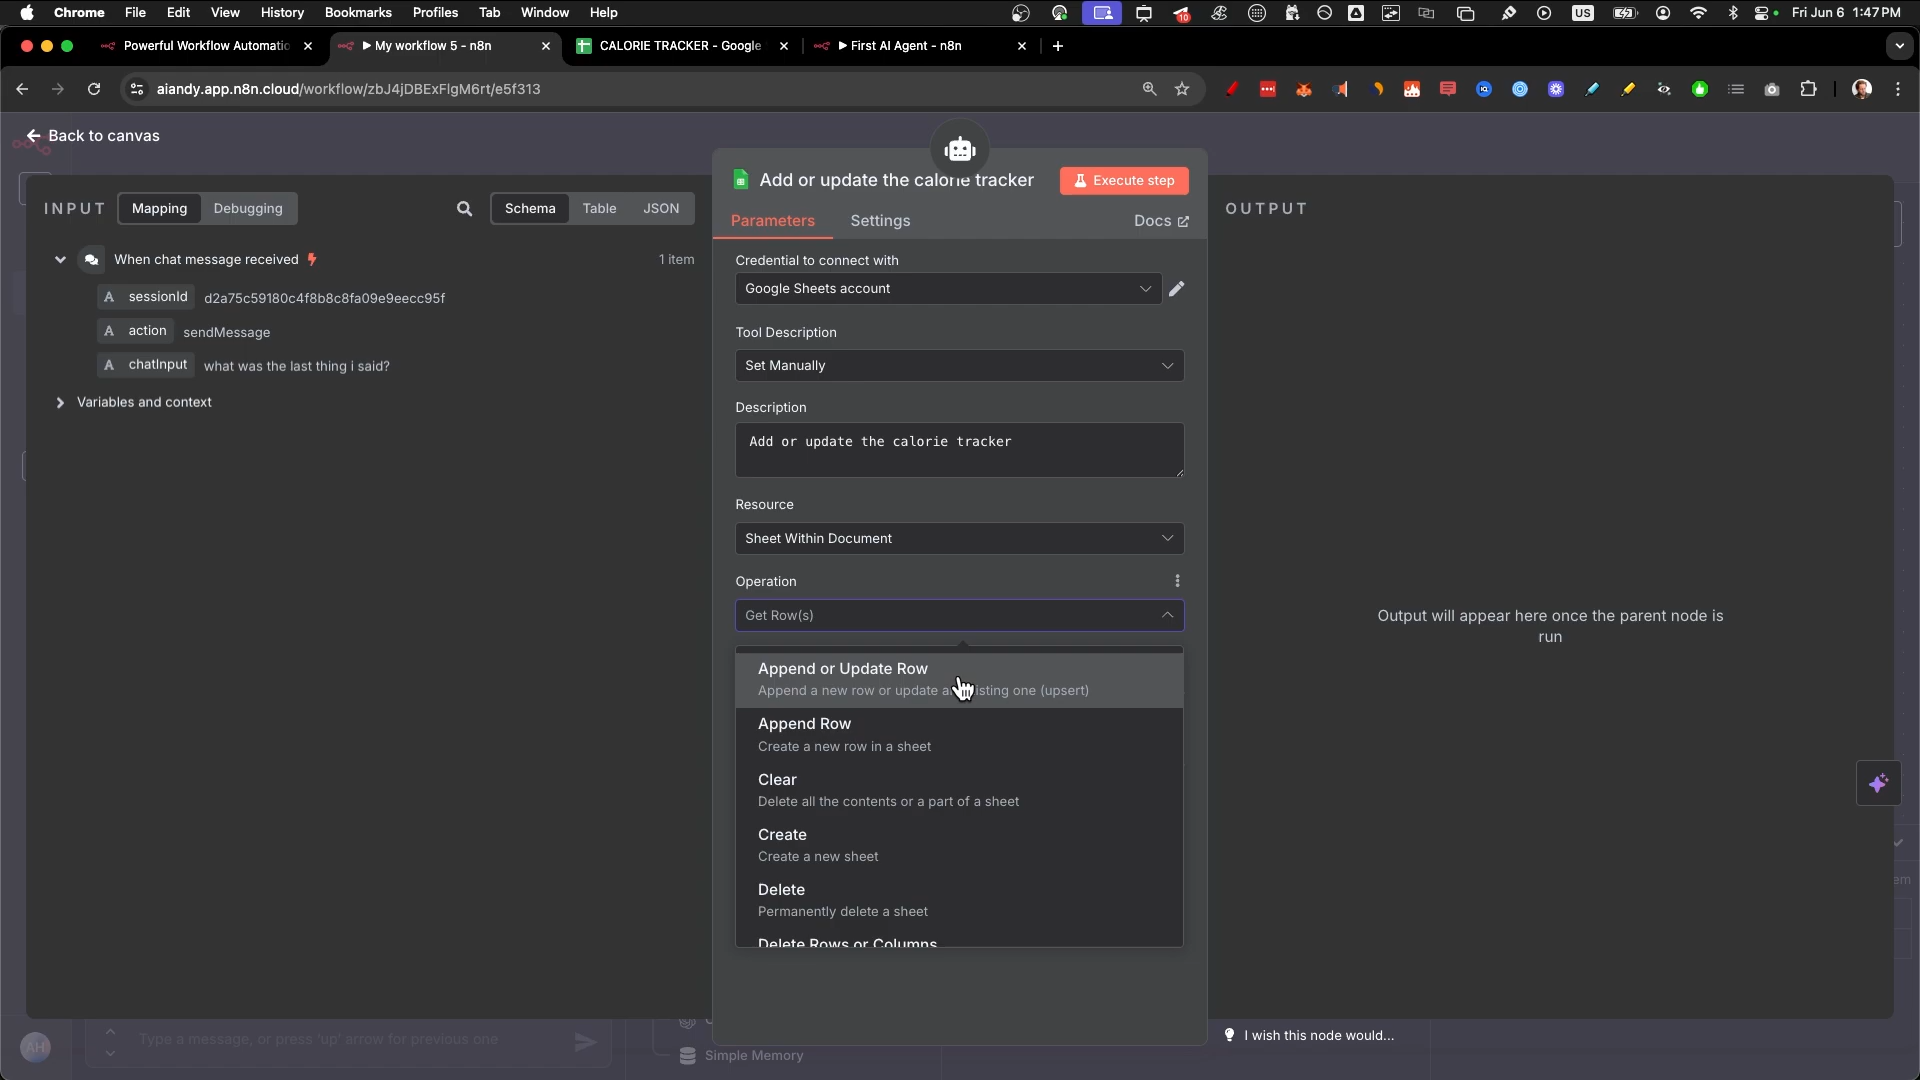 Chrome File Edit View History Bookmarks Profiles Tab Window Help 10 US Fri Jun 6 1:47 PM
Powerful Workflow Automatio
My workflow 5 - n8n
CALORIE TRACKER - Google
First AI Agent - n8n
aiandy.app.n8n.cloud/workflow/zbJ4jDBExFlgM6rt/e5f313
Back to canvas
Add or update the calorie tracker
Execute step
INPUT Mapping Debugging Schema Table JSON
OUTPUT
Parameters Settings Docs
When chat message received 1 item
A sessionId d2a75c59180c4f8b8c8fa09e9eecc95f
A action sendMessage
A chatInput what was the last thing i said?
Variables and context
Credential to connect with
Google Sheets account
Tool Description
Set Manually
Description
Add or update the calorie tracker
Resource
Sheet Within Document
Operation
Get Row(s)
Append or Update Row
Append a new row or update a isting one (upsert)
Append Row
Create a new row in a sheet
Clear
Delete all the contents or a part of a sheet
Create
Create a new sheet
Delete
Permanently delete a sheet
Delete Rows or Columns
Output will appear here once the parent node is
run
AH
Type a message, or press 'up' arrow for previous one
Simple Memory
I wish this node would...